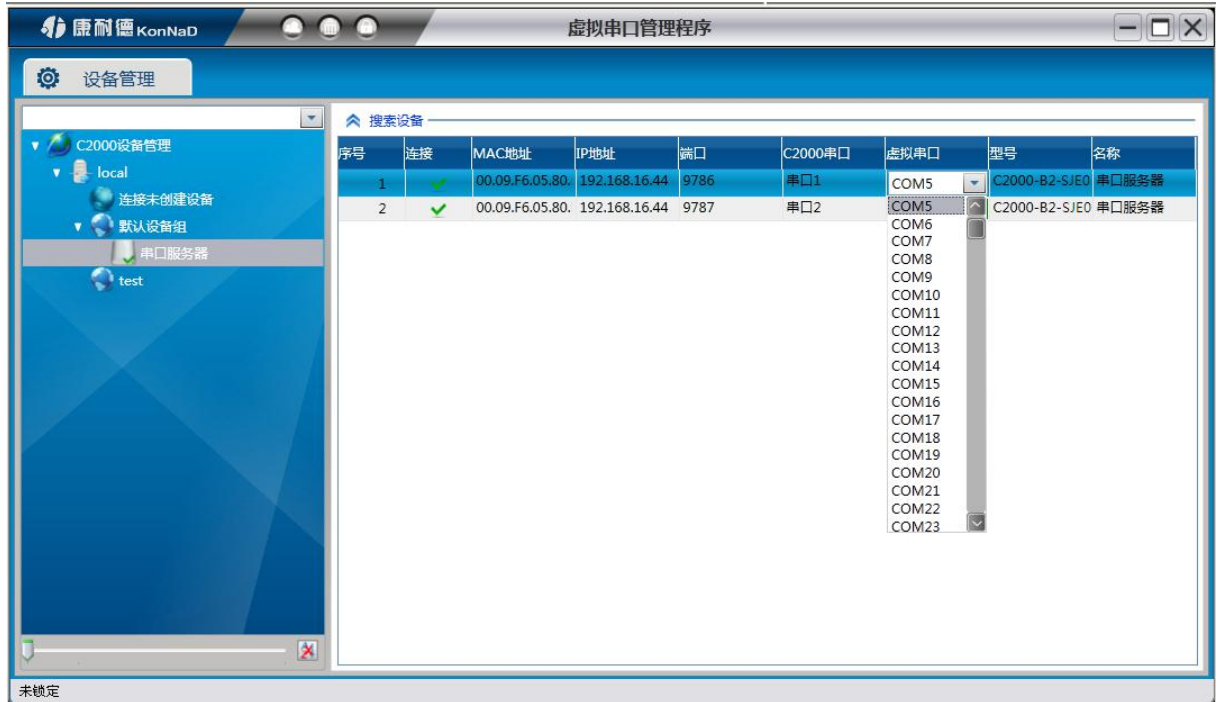 康耐德 KonNaD
虚拟串口管理程序
设备管理
C2000设备管理
local
连接未创建设备
默认设备组
串口服务器
test
搜索设备
序号 连接 MAC地址 IP地址 端口 C2000串口 虚拟串口 型号 名称
1 00.09.F6.05.80. 192.168.16.44 9786 串口1 COM5 C2000-B2-SJE0 串口服务器
2 00.09.F6.05.80. 192.168.16.44 9787 串口2 C2000-B2-SJE0 串口服务器
COM5
COM6
COM7
COM8
COM9
COM10
COM11
COM12
COM13
COM14
COM15
COM16
COM17
COM18
COM19
COM20
COM21
COM22
COM23
未锁定